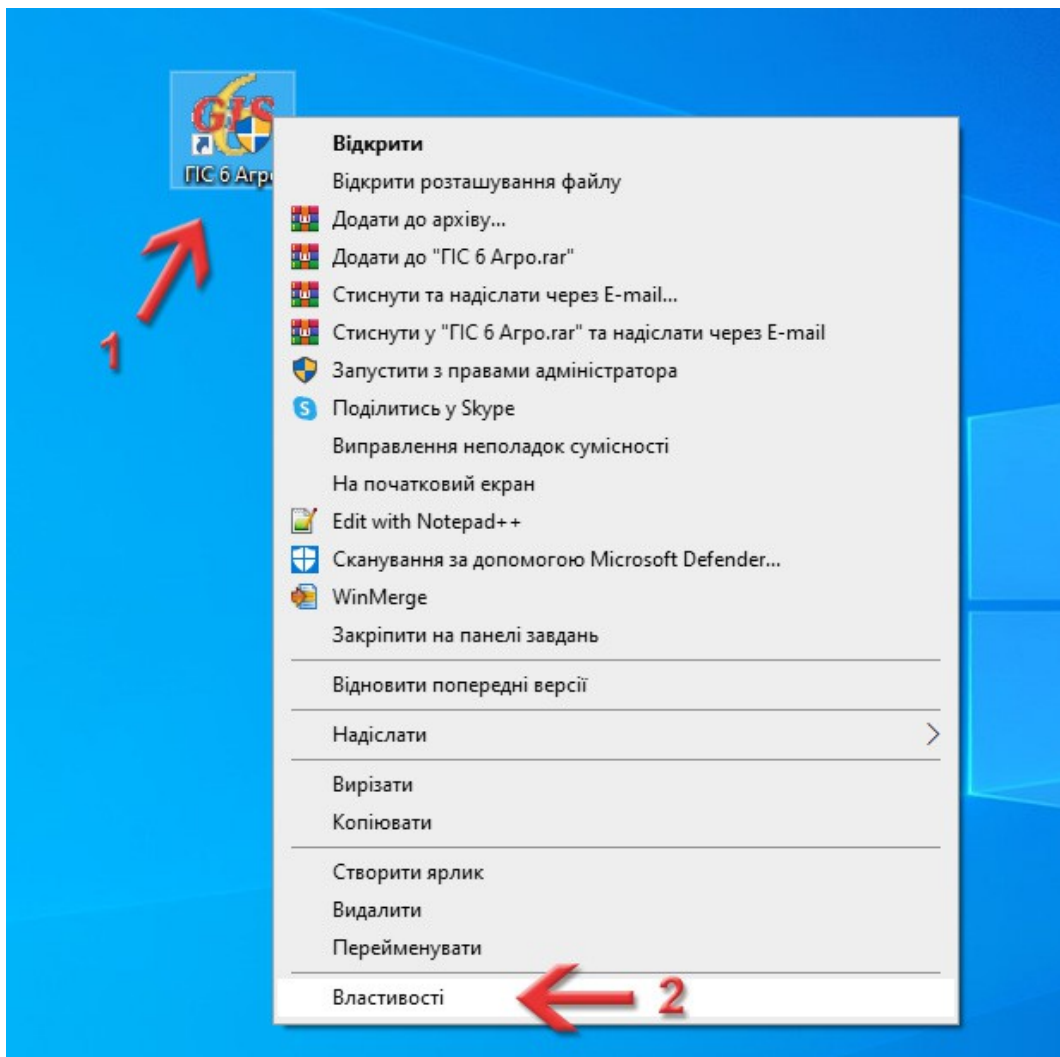 GIS
6
ГІС 6 Агро
1
Відкрити
Відкрити розташування файлу
Додати до архіву...
Додати до "ГІС 6 Агро.rar"
Стиснути та надіслати через E-mail...
Стиснути у "ГІС 6 Агро.rar" та надіслати через E-mail
Запустити з правами адміністратора
Поділитись у Skype
Виправлення неполадок сумісності
На початковий екран
Edit with Notepad++
Сканування за допомогою Microsoft Defender...
WinMerge
Закріпити на панелі завдань
Відновити попередні версії
Надіслати
Вирізати
Копіювати
Створити ярлик
Видалити
Перейменувати
Властивості
2